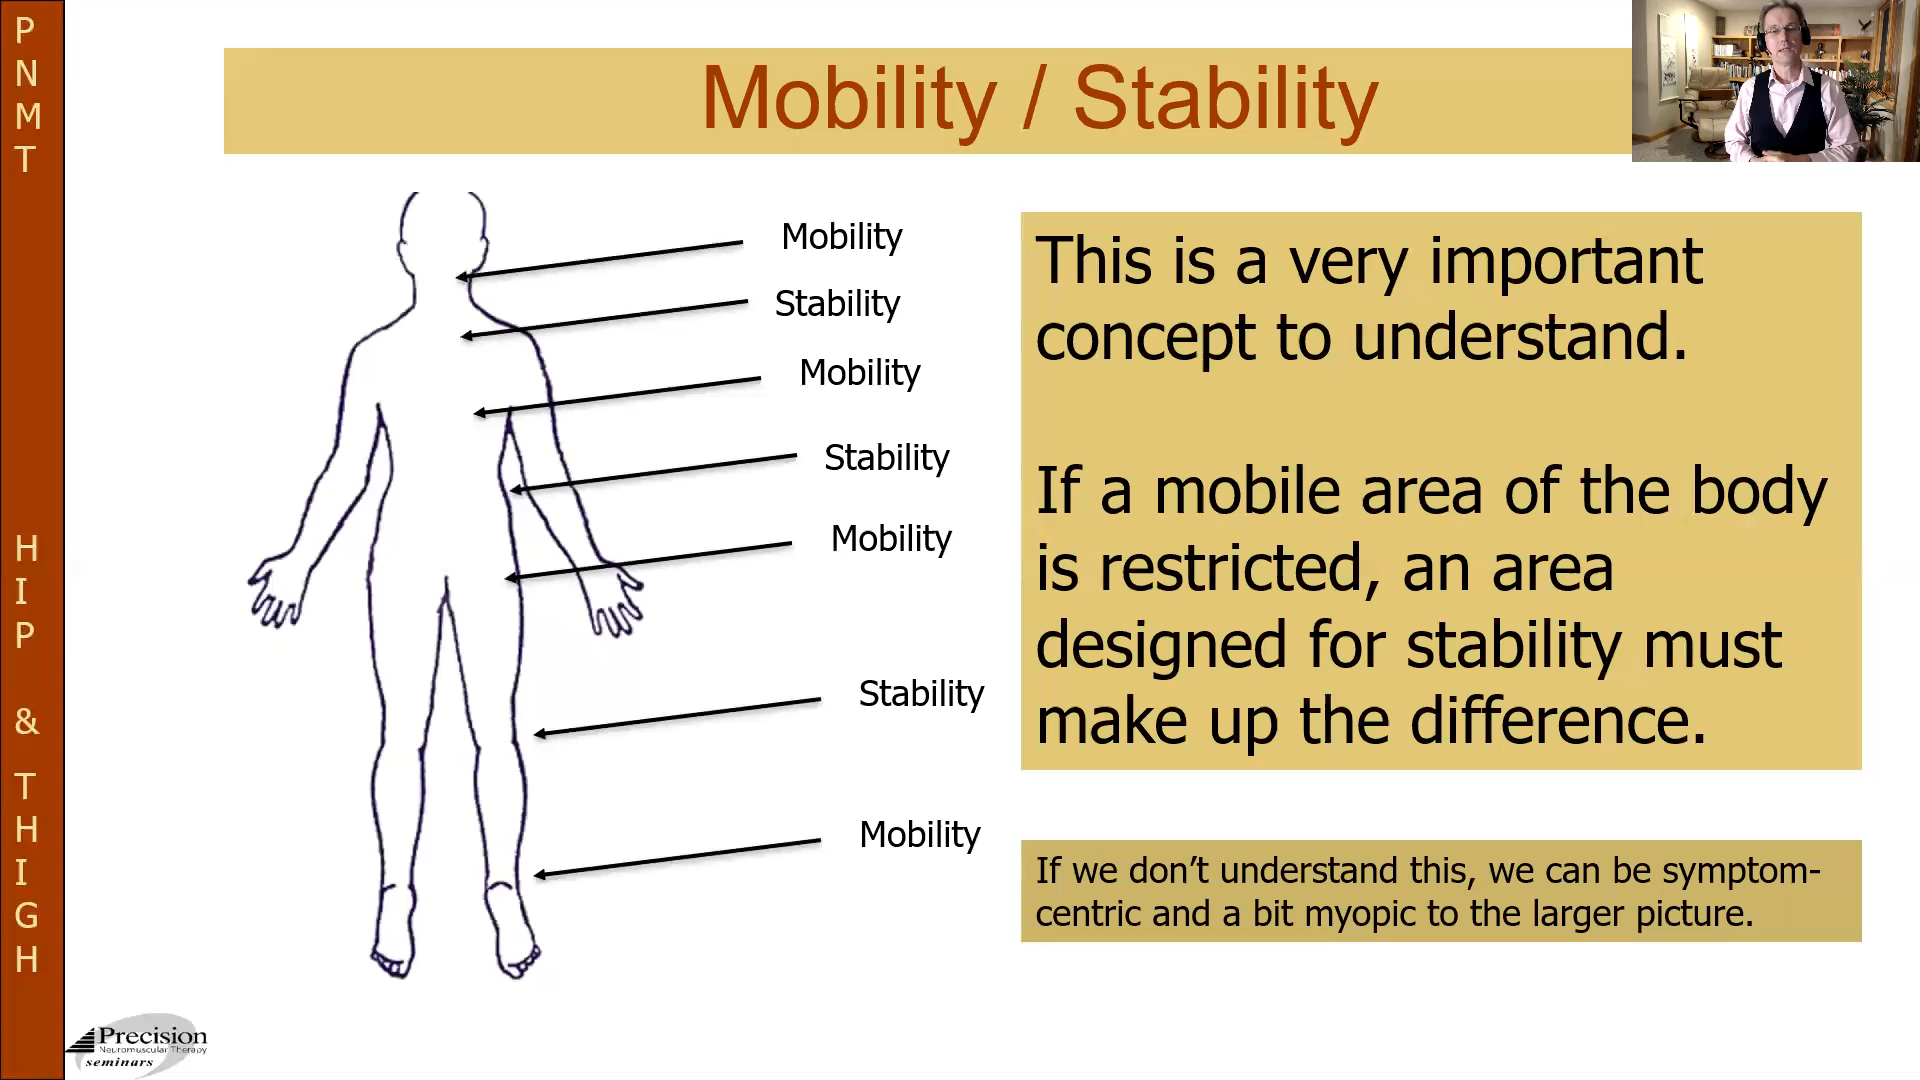 PNMT
HIP & THIGH
Mobility / Stability
Mobility
Stability
Mobility
Stability
Mobility
Stability
Mobility
This is a very important
concept to understand.
If a mobile area of the body
is restricted, an area
designed for stability must
make up the difference.
If we don’t understand this, we can be symptom-
centric and a bit myopic to the larger picture.
Precision
Neuromuscular Therapy
seminars